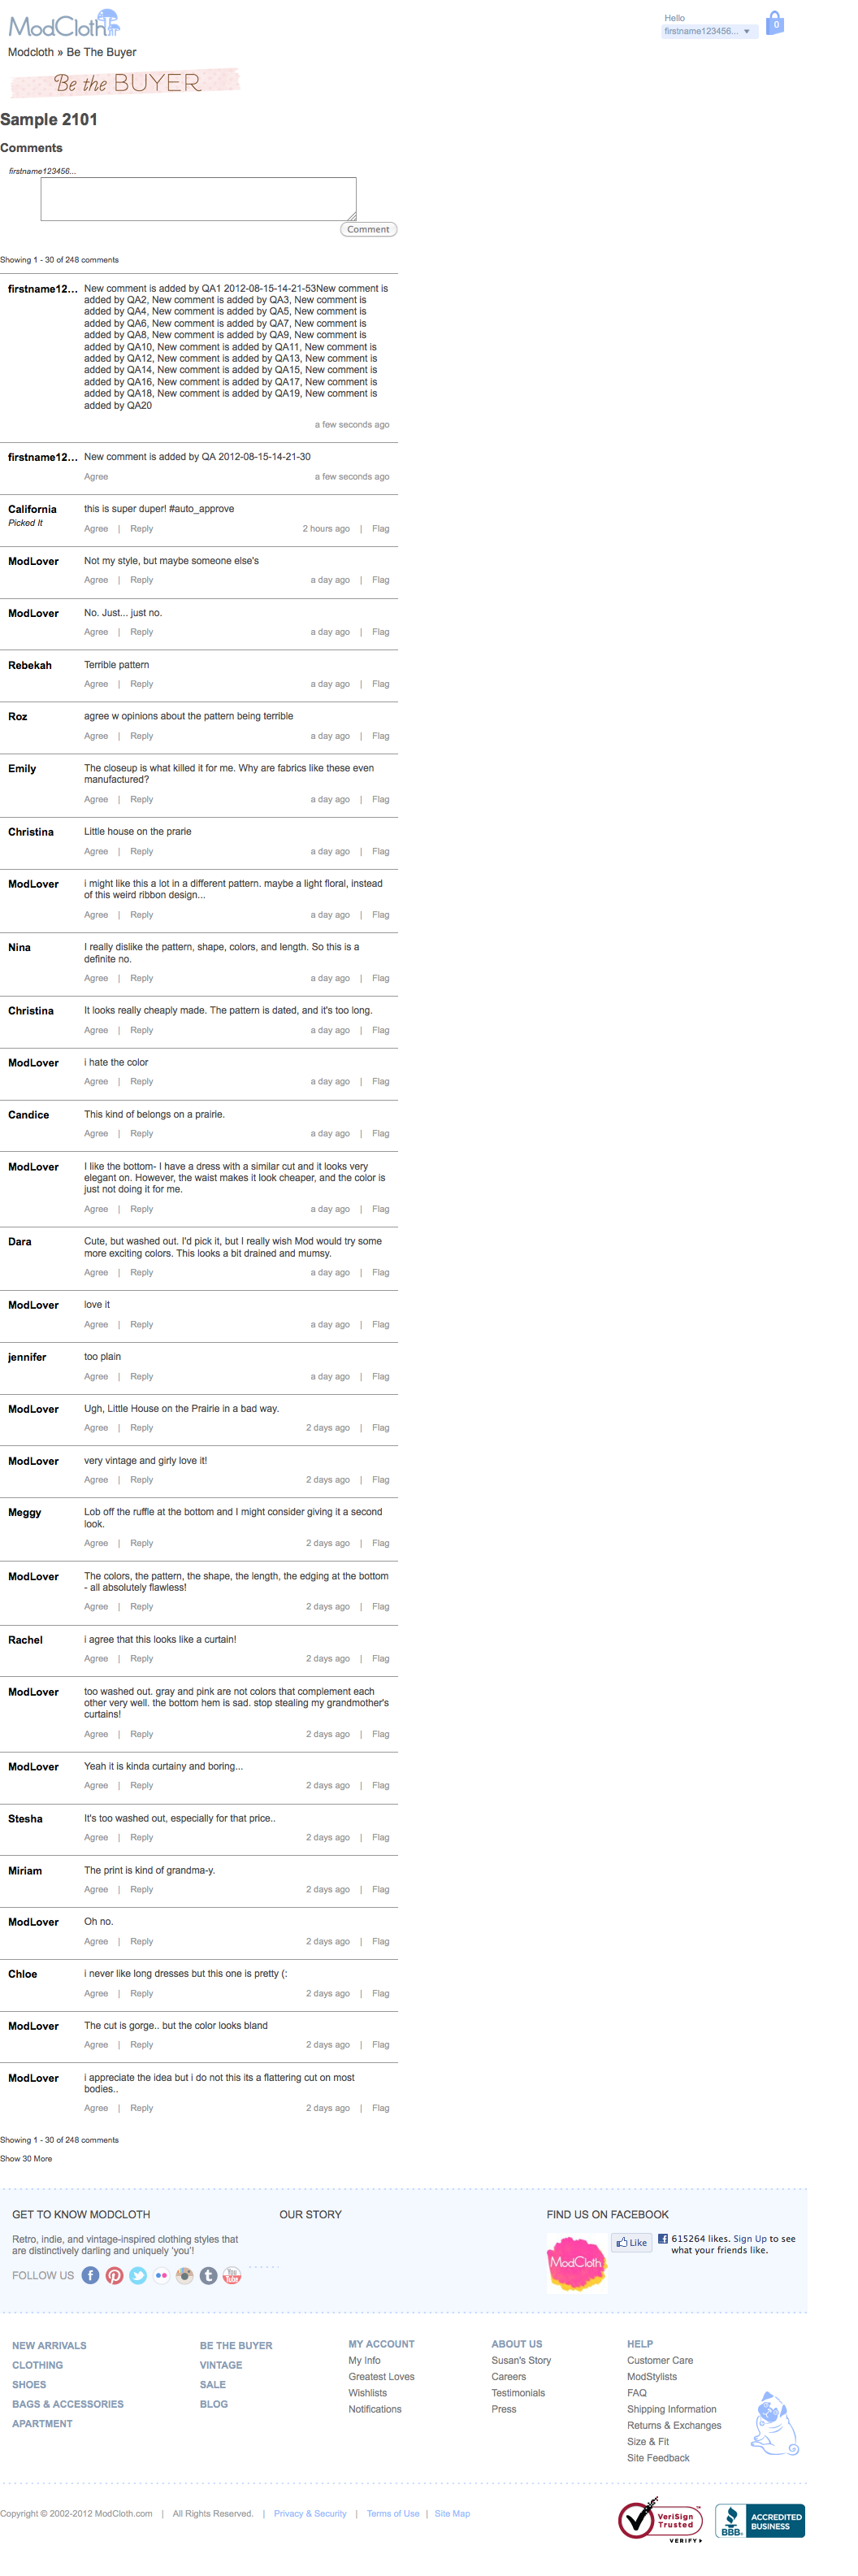 ModCloth
Hello
firstname123456...
0
Modcloth » Be The Buyer
Be the BUYER
Sample 2101
Comments
firstname123456...
Comment
Showing 1 - 30 of 248 comments
firstname12... New comment is added by QA1 2012-08-15-14-21-53New comment is
added by QA2, New comment is added by QA3, New comment is
added by QA4, New comment is added by QA5, New comment is
added by QA6, New comment is added by QA7, New comment is
added by QA8, New comment is added by QA9, New comment is
added by QA10, New comment is added by QA11, New comment is
added by QA12, New comment is added by QA13, New comment is
added by QA14, New comment is added by QA15, New comment is
added by QA16, New comment is added by QA17, New comment is
added by QA18, New comment is added by QA19, New comment is
added by QA20
a few seconds ago
firstname12... New comment is added by QA 2012-08-15-14-21-30
Agree a few seconds ago
California this is super duper! #auto_approve
Picked It
Agree | Reply 2 hours ago | Flag
ModLover Not my style, but maybe someone else's
Agree | Reply a day ago | Flag
ModLover No. Just... just no.
Agree | Reply a day ago | Flag
Rebekah Terrible pattern
Agree | Reply a day ago | Flag
Roz agree w opinions about the pattern being terrible
Agree | Reply a day ago | Flag
Emily The closeup is what killed it for me. Why are fabrics like these even
manufactured?
Agree | Reply a day ago | Flag
Christina Little house on the prarie
Agree | Reply a day ago | Flag
ModLover i might like this a lot in a different pattern. maybe a light floral, instead
of this weird ribbon design...
Agree | Reply a day ago | Flag
Nina I really dislike the pattern, shape, colors, and length. So this is a
definite no.
Agree | Reply a day ago | Flag
Christina It looks really cheaply made. The pattern is dated, and it's too long.
Agree | Reply a day ago | Flag
ModLover i hate the color
Agree | Reply a day ago | Flag
Candice This kind of belongs on a prairie.
Agree | Reply a day ago | Flag
ModLover I like the bottom- I have a dress with a similar cut and it looks very
elegant on. However, the waist makes it look cheaper, and the color is
just not doing it for me.
Agree | Reply a day ago | Flag
Dara Cute, but washed out. I'd pick it, but I really wish Mod would try some
more exciting colors. This looks a bit drained and mumsy.
Agree | Reply a day ago | Flag
ModLover love it
Agree | Reply a day ago | Flag
jennifer too plain
Agree | Reply a day ago | Flag
ModLover Ugh, Little House on the Prairie in a bad way.
Agree | Reply 2 days ago | Flag
ModLover very vintage and girly love it!
Agree | Reply 2 days ago | Flag
Meggy Lob off the ruffle at the bottom and I might consider giving it a second
look.
Agree | Reply 2 days ago | Flag
ModLover The colors, the pattern, the shape, the length, the edging at the bottom
- all absolutely flawless!
Agree | Reply 2 days ago | Flag
Rachel i agree that this looks like a curtain!
Agree | Reply 2 days ago | Flag
ModLover too washed out. gray and pink are not colors that complement each
other very well. the bottom hem is sad. stop stealing my grandmother's
curtains!
Agree | Reply 2 days ago | Flag
ModLover Yeah it is kinda curtainy and boring...
Agree | Reply 2 days ago | Flag
Stesha It's too washed out, especially for that price..
Agree | Reply 2 days ago | Flag
Miriam The print is kind of grandma-y.
Agree | Reply 2 days ago | Flag
ModLover Oh no.
Agree | Reply 2 days ago | Flag
Chloe i never like long dresses but this one is pretty (:
Agree | Reply 2 days ago | Flag
ModLover The cut is gorge.. but the color looks bland
Agree | Reply 2 days ago | Flag
ModLover i appreciate the idea but i do not this its a flattering cut on most
bodies..
Agree | Reply 2 days ago | Flag
Showing 1 - 30 of 248 comments
Show 30 More
GET TO KNOW MODCLOTH
Retro, indie, and vintage-inspired clothing styles that
are distinctively darling and uniquely 'you'!
FOLLOW US f P t You Tube
OUR STORY
FIND US ON FACEBOOK
ModCloth
Like
615264 likes. Sign Up to see
what your friends like.
NEW ARRIVALS
CLOTHING
SHOES
BAGS & ACCESSORIES
APARTMENT
BE THE BUYER
VINTAGE
SALE
BLOG
MY ACCOUNT
My Info
Greatest Loves
Wishlists
Notifications
ABOUT US
Susan's Story
Careers
Testimonials
Press
HELP
Customer Care
ModStylists
FAQ
Shipping Information
Returns & Exchanges
Size & Fit
Site Feedback
Copyright © 2002-2012 ModCloth.com | All Rights Reserved. | Privacy & Security | Terms of Use | Site Map
VeriSign
Trusted
VERIFY
BBB.
ACCREDITED
BUSINESS